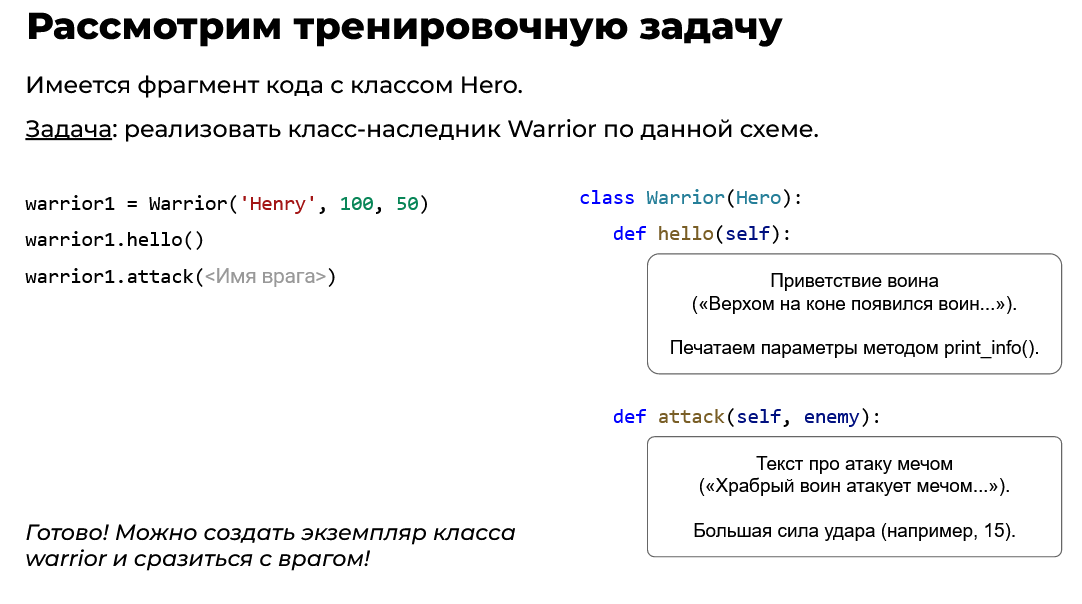 Рассмотрим тренировочную задачу
Имеется фрагмент кода с классом Hero.
Задача: реализовать класс-наследник Warrior по данной схеме.
warrior1 = Warrior('Henry', 100, 50)
warrior1.hello()
warrior1.attack(<Имя врага>)
Готово! Можно создать экземпляр класса
warrior и сразиться с врагом!
class Warrior(Hero):
def hello(self):
Приветствие воина
(«Верхом на коне появился воин...»).
Печатаем параметры методом print_info().
def attack(self, enemy):
Текст про атаку мечом
(«Храбрый воин атакует мечом...»).
Большая сила удара (например, 15).